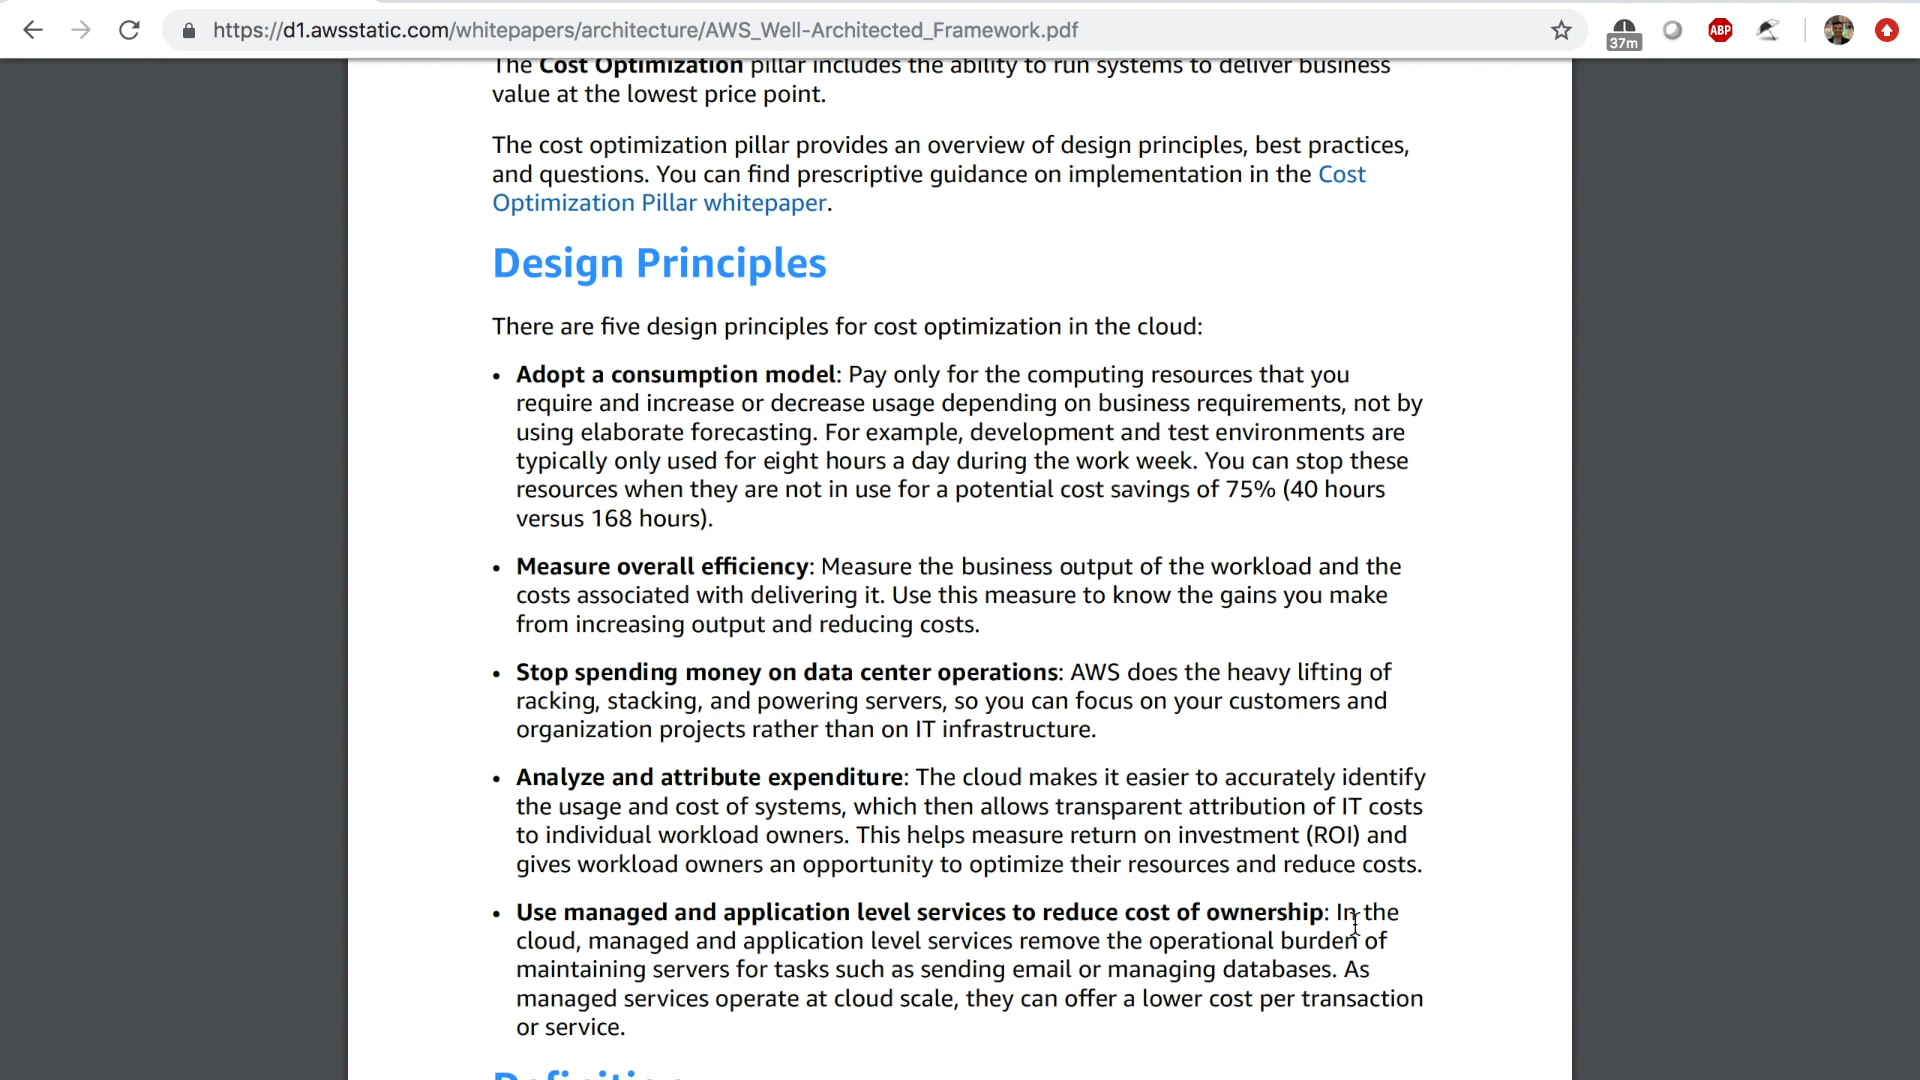 https://d1.awsstatic.com/whitepapers/architecture/AWS_Well-Architected_Framework.pdf
37m
ABP
The Cost Optimization pillar includes the ability to run systems to deliver business
value at the lowest price point.
The cost optimization pillar provides an overview of design principles, best practices,
and questions. You can find prescriptive guidance on implementation in the Cost
Optimization Pillar whitepaper.
Design Principles
There are five design principles for cost optimization in the cloud:
• Adopt a consumption model: Pay only for the computing resources that you
require and increase or decrease usage depending on business requirements, not by
using elaborate forecasting. For example, development and test environments are
typically only used for eight hours a day during the work week. You can stop these
resources when they are not in use for a potential cost savings of 75% (40 hours
versus 168 hours).
• Measure overall efficiency: Measure the business output of the workload and the
costs associated with delivering it. Use this measure to know the gains you make
from increasing output and reducing costs.
• Stop spending money on data center operations: AWS does the heavy lifting of
racking, stacking, and powering servers, so you can focus on your customers and
organization projects rather than on IT infrastructure.
• Analyze and attribute expenditure: The cloud makes it easier to accurately identify
the usage and cost of systems, which then allows transparent attribution of IT costs
to individual workload owners. This helps measure return on investment (ROI) and
gives workload owners an opportunity to optimize their resources and reduce costs.
• Use managed and application level services to reduce cost of ownership: In the
cloud, managed and application level services remove the operational burden of
maintaining servers for tasks such as sending email or managing databases. As
managed services operate at cloud scale, they can offer a lower cost per transaction
or service.